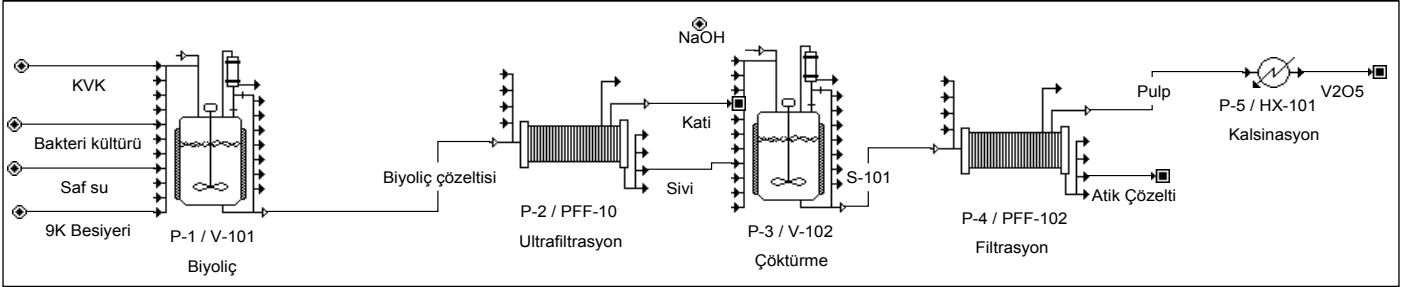 KVK
Bakteri kültürü
Saf su
9K Besiyeri
P-1 / V-101
Biyoliç
Biyoliç çözeltisi
P-2 / PFF-10
Ultrafiltrasyon
Kati
Sivi
NaOH
P-3 / V-102
Çöktürme
S-101
P-4 / PFF-102
Filtrasyon
Pulp
Atik Çözelti
P-5 / HX-101
Kalsinasyon
V2O5